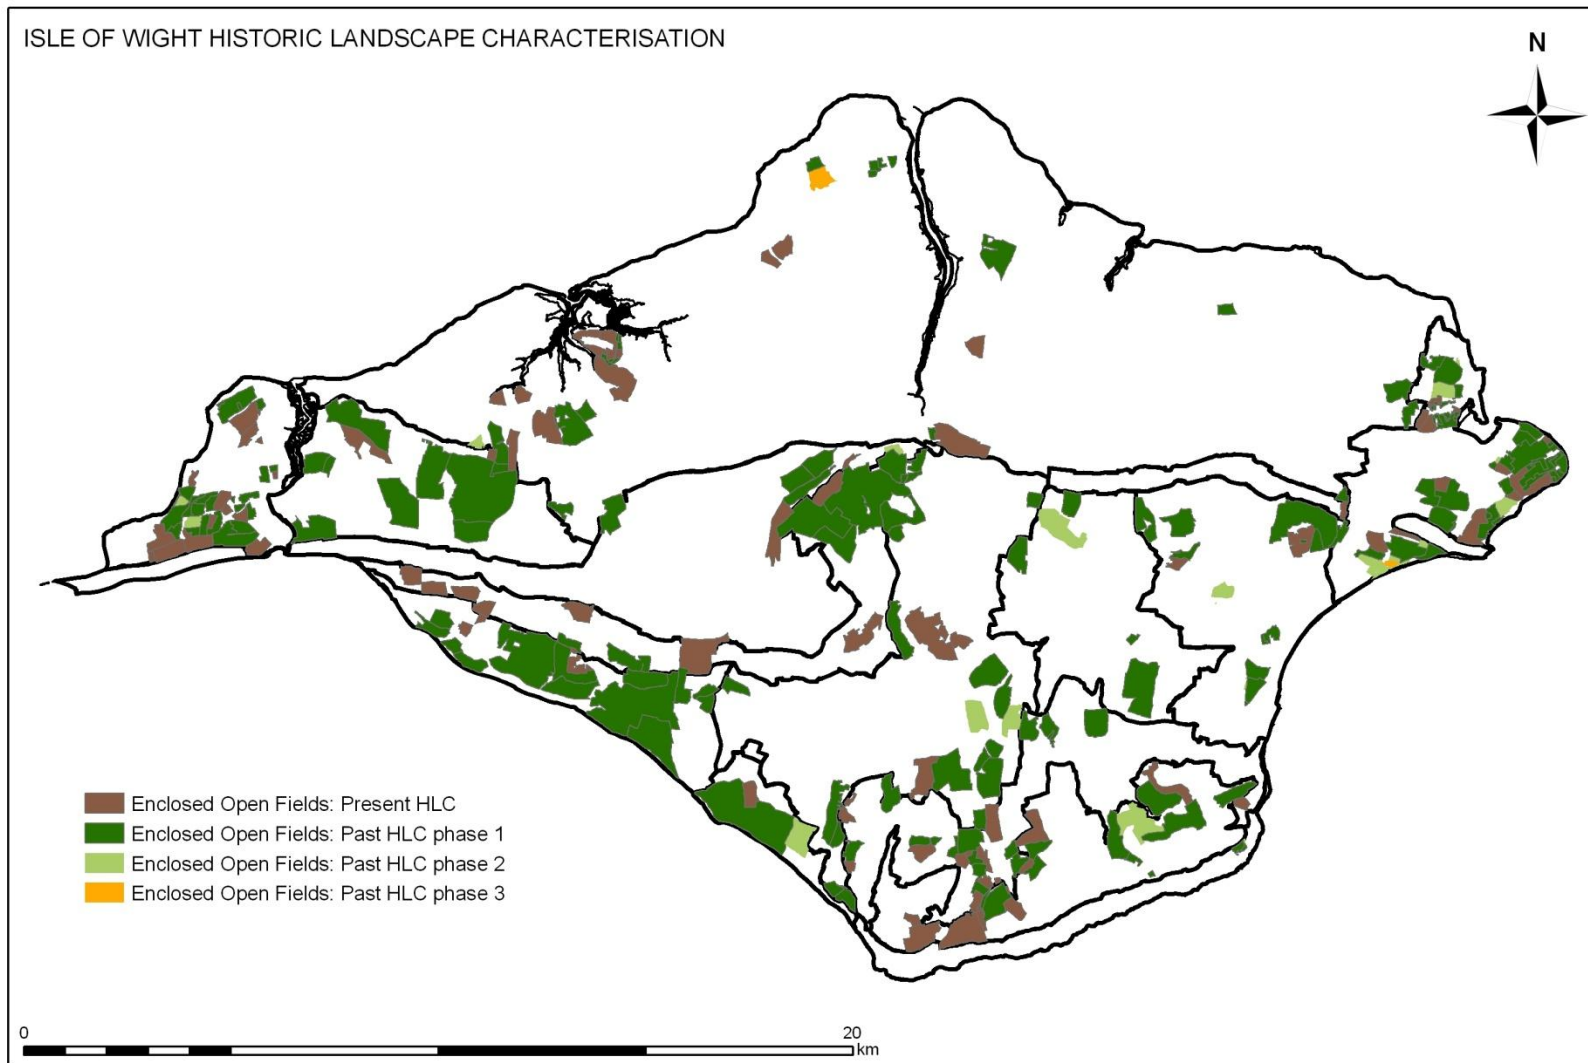 ISLE OF WIGHT HISTORIC LANDSCAPE CHARACTERISATION
N
Enclosed Open Fields: Present HLC
Enclosed Open Fields: Past HLC phase 1
Enclosed Open Fields: Past HLC phase 2
Enclosed Open Fields: Past HLC phase 3
0 20
km